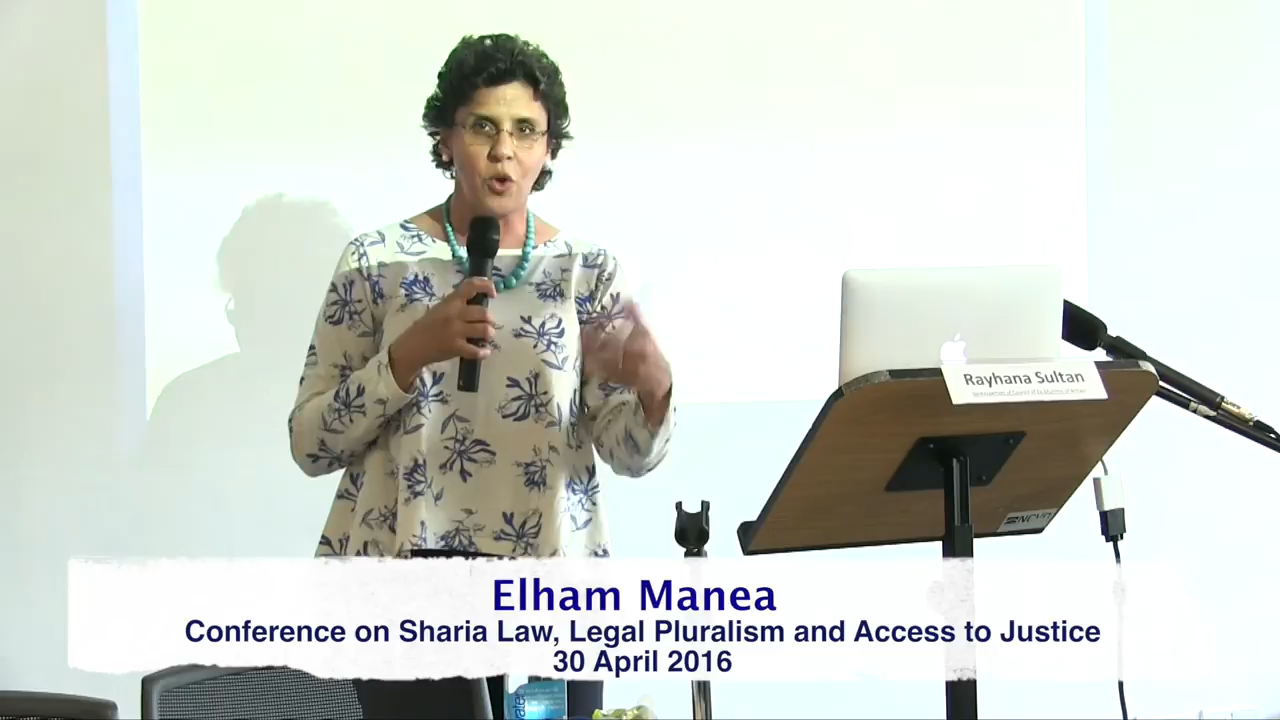 Rayhana Sultan
Elham Manea
Conference on Sharia Law, Legal Pluralism and Access to Justice
30 April 2016